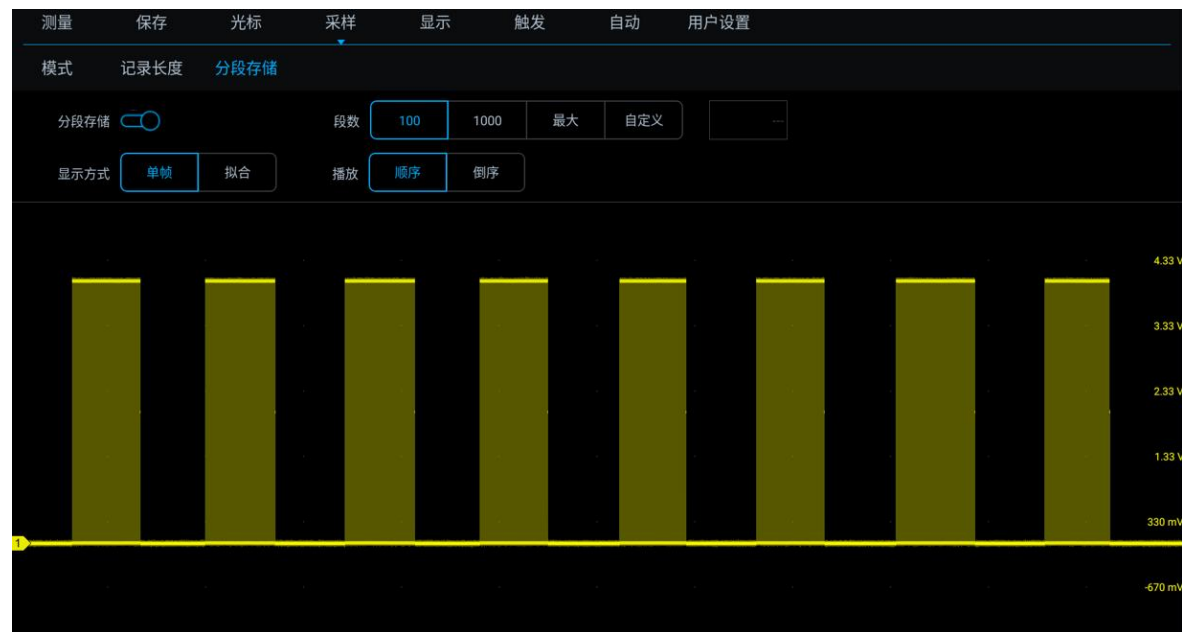 测量 保存 光标 采样 显示 触发 自动 用户设置
模式 记录长度 分段存储
分段存储 段数 100 1000 最大 自定义 ---
显示方式 单帧 拟合 播放 顺序 倒序
4.33 V
3.33 V
2.33 V
1.33 V
330 mV
1
-670 mV